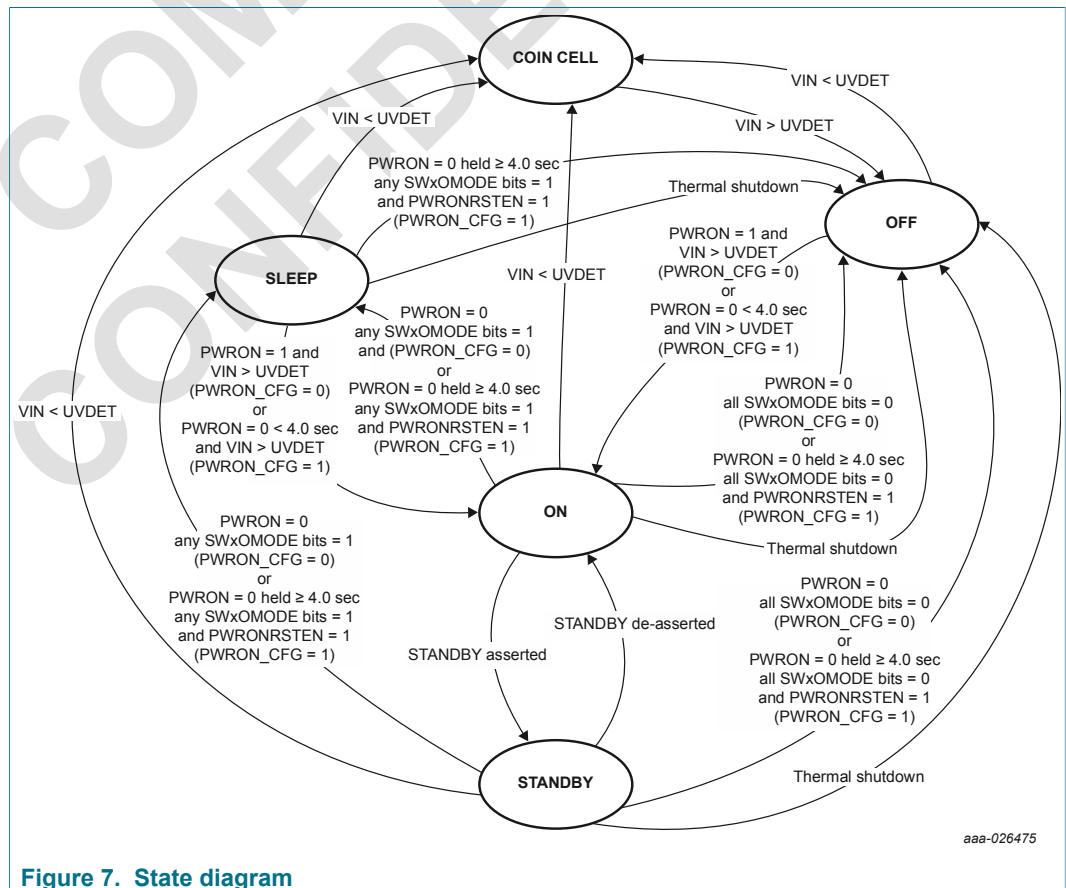 COM
CONFIDE
COIN CELL
VIN < UVDET
VIN < UVDET
VIN > UVDET
PWRON = 0 held ≥ 4.0 sec
any SWxOMODE bits = 1
and PWRONRSTEN = 1
(PWRON_CFG = 1)
Thermal shutdown
OFF
SLEEP
PWRON = 1 and
VIN > UVDET
(PWRON_CFG = 0)
or
PWRON = 0 < 4.0 sec
and VIN > UVDET
(PWRON_CFG = 1)
VIN < UVDET
PWRON = 0
any SWxOMODE bits = 1
and (PWRON_CFG = 0)
or
PWRON = 0 held ≥ 4.0 sec
any SWxOMODE bits = 1
and PWRONRSTEN = 1
(PWRON_CFG = 1)
PWRON = 1 and
VIN > UVDET
(PWRON_CFG = 0)
or
PWRON = 0 < 4.0 sec
and VIN > UVDET
(PWRON_CFG = 1)
VIN < UVDET
PWRON = 0
all SWxOMODE bits = 0
(PWRON_CFG = 0)
or
PWRON = 0 held ≥ 4.0 sec
all SWxOMODE bits = 0
and PWRONRSTEN = 1
(PWRON_CFG = 1)
ON
Thermal shutdown
PWRON = 0
any SWxOMODE bits = 1
(PWRON_CFG = 0)
or
PWRON = 0 held ≥ 4.0 sec
any SWxOMODE bits = 1
and PWRONRSTEN = 1
(PWRON_CFG = 1)
STANDBY asserted
STANDBY de-asserted
PWRON = 0
all SWxOMODE bits = 0
(PWRON_CFG = 0)
or
PWRON = 0 held ≥ 4.0 sec
all SWxOMODE bits = 0
and PWRONRSTEN = 1
(PWRON_CFG = 1)
STANDBY
Thermal shutdown
aaa-026475
Figure 7. State diagram